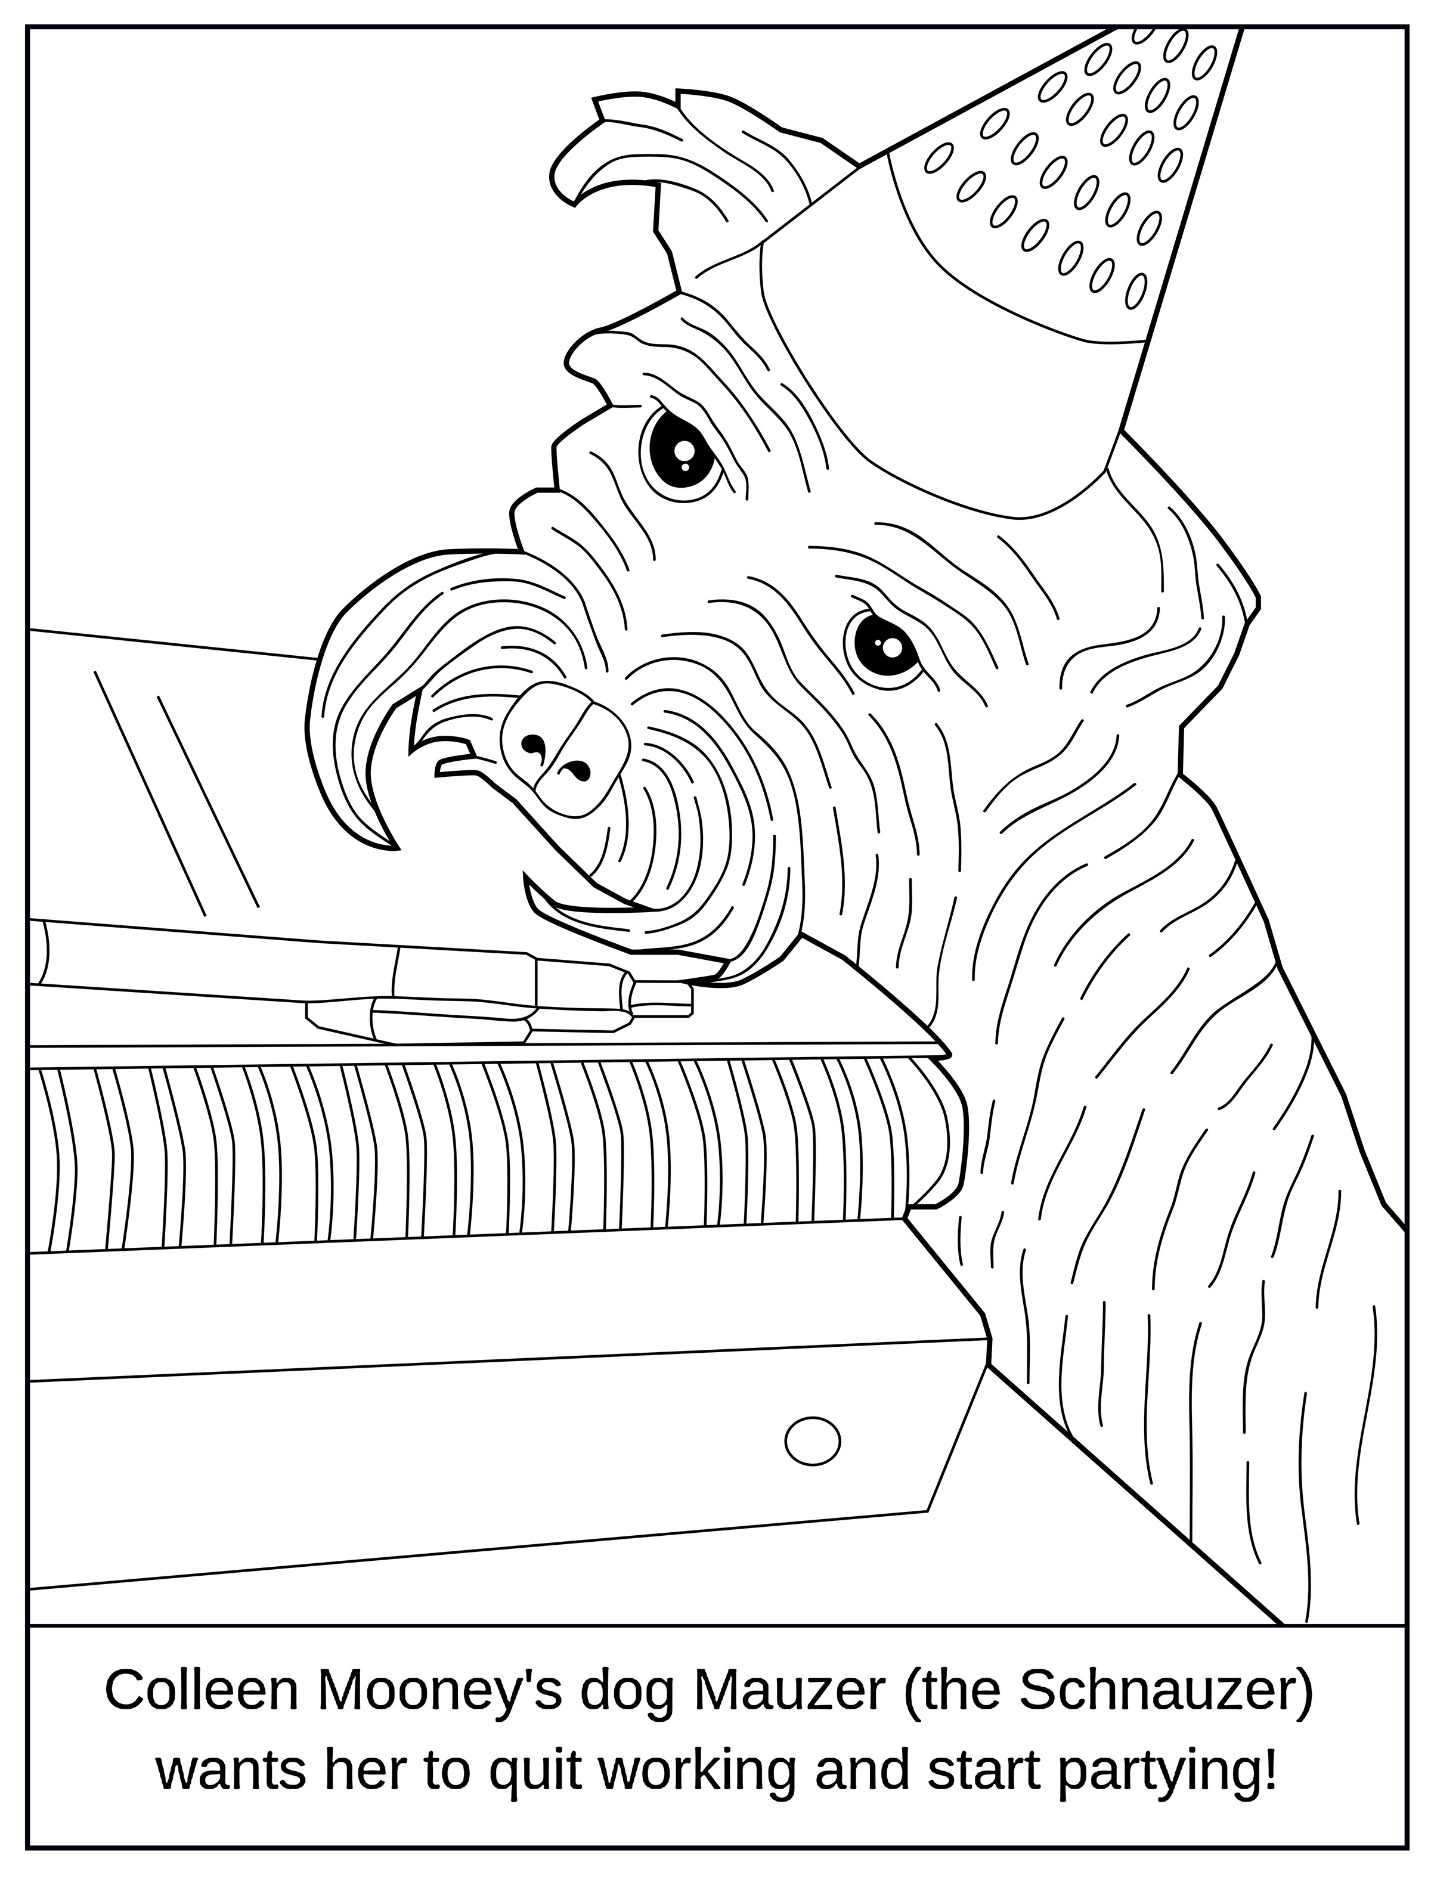 Colleen Mooney's dog Mauzer (the Schnauzer)
wants her to quit working and start partying!